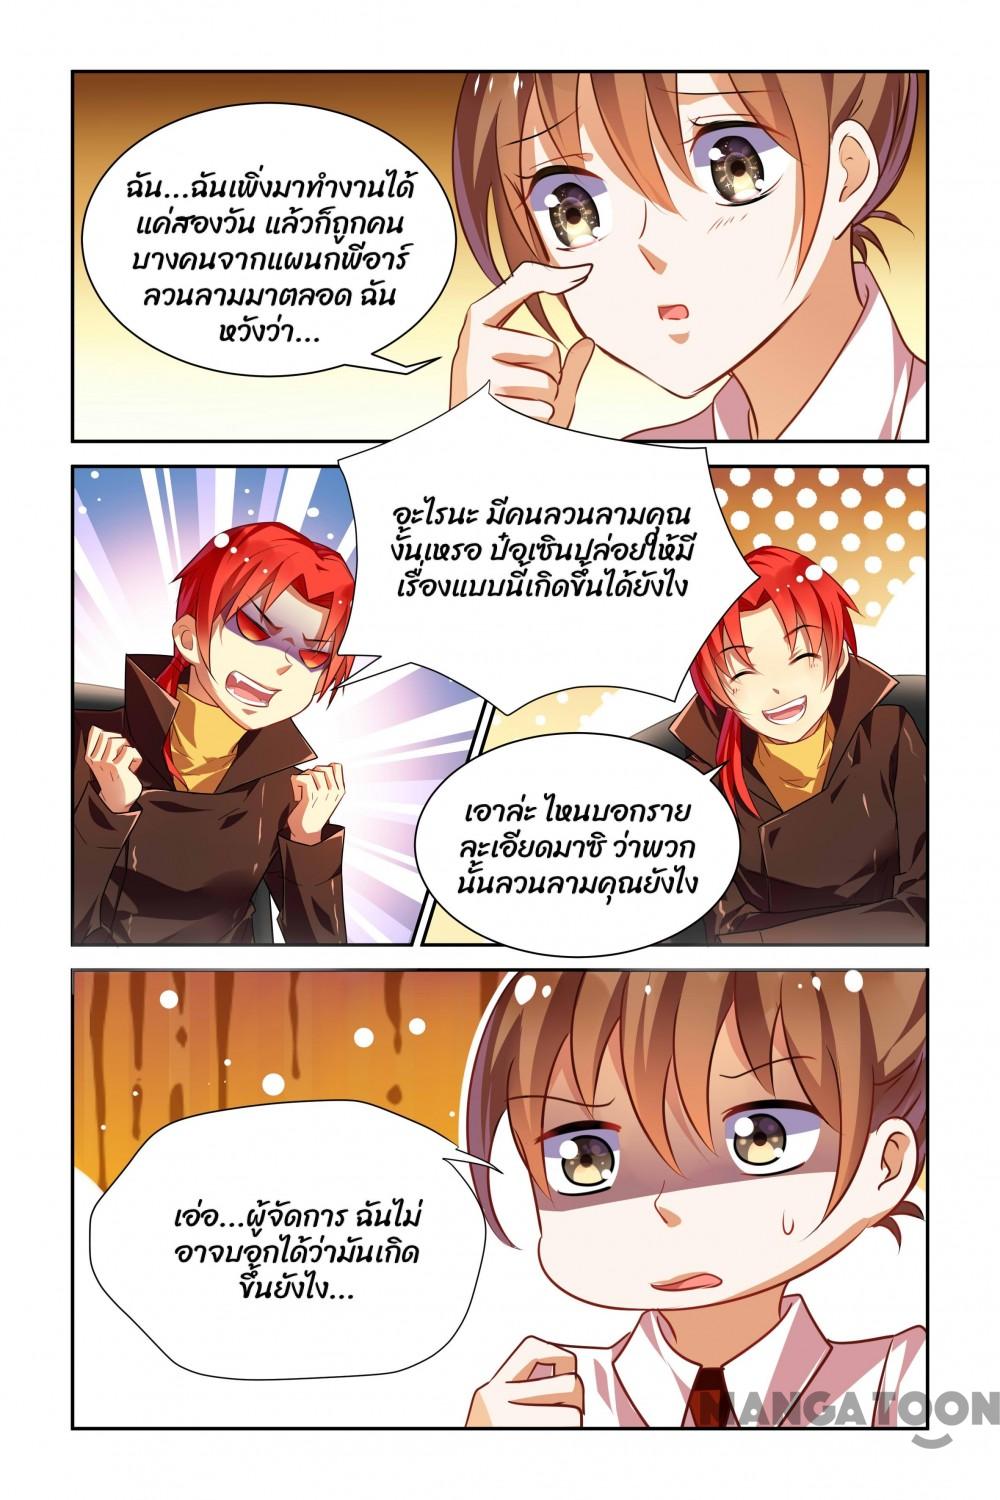 ฉัน...ฉันเพิ่งมาทำงานได้
แค่สองวัน แล้วก็ถูกคน
บางคนจากแผนกพีอาร์
ลวนลามมาตลอด ฉัน
หวังว่า...
อะไรนะ มีคนลวนลามคุณ
งั้นเหรอ ป๋อเซินปล่อยให้มี
เรื่องแบบนี้เกิดขึ้นได้ยังไง
เอาล่ะ ไหนบอกราย
ละเอียดมาซิ ว่าพวก
นั้นลวนลามคุณยังไง
เอ่อ...ผู้จัดการ ฉันไม่
อาจบอกได้ว่ามันเกิด
ขึ้นยังไง...
MANGATOON